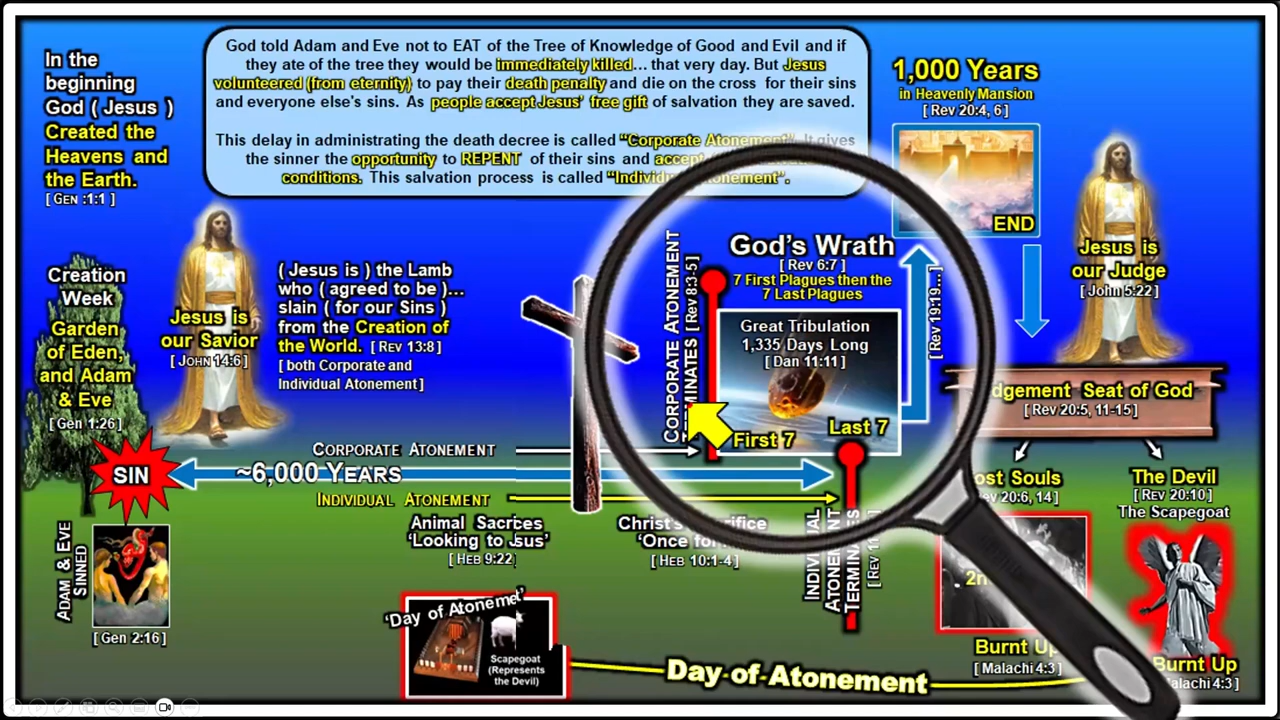 In the
beginning
God ( Jesus )
Created the
Heavens and
the Earth.
[ GEN :1:1 ]
God told Adam and Eve not to EAT of the Tree of Knowledge of Good and Evil and if
they ate of the tree they would be immediately killed... that very day. But Jesus
volunteered (from eternity) to pay their death penalty and die on the cross for their sins
and everyone else's sins. As people accept Jesus' free gift of salvation they are saved.
This delay in administrating the death decree is called “Corporate Atonement”. It gives
the sinner the opportunity to REPENT of their sins and accept
conditions. This salvation process is called “Individual Atonement”.
1,000 Years
in Heavenly Mansion
[ Rev 20:4, 6 ]
END
Jesus is
our Judge
[ John 5:22 ]
Creation
Week
Garden
of Eden,
and Adam
& Eve
[ Gen 1:26 ]
Jesus is
our Savior
[ JOHN 14:6 ]
( Jesus is ) the Lamb
who ( agreed to be )...
slain ( for our Sins )
from the Creation of
the World. [ REV 13:8 ]
[ both Corporate and
Individual Atonement ]
CORPORATE ATONEMENT
TERMINATES [ Rev 8:3-5 ]
God's Wrath
[ Rev 6:7 ]
7 First Plagues then the
7 Last Plagues
Great Tribulation
1,335 Days Long
[ Dan 11:11 ]
First 7
Last 7
[ Rev 19:19... ]
dgement Seat of God
[ Rev 20:5, 11-15 ]
ost Souls
ev 20:6, 14 ]
The Devil
[ REV 20:10 ]
The Scapegoat
SIN
CORPORATE ATONEMENT
~6,000 YEARS
INDIVIDUAL ATONEMENT
Animal Sacrices
‘Looking to Jsus’
[ HEB 9:22
Christ's Sacrifice
‘Once for
[ HEB 10:1-4 ]
INDIVIDUAL
ATONEMENT
TERMINATES
[ Rev 11
ADAM & EVE
SINNED
[ Gen 2:16 ]
‘Day of Atonemet’
Scapegoat
(Represents
the Devil)
Day of Atonement
2n
Burnt Up
[ Malachi 4:3 ]
Burnt Up
alachi 4:3 ]